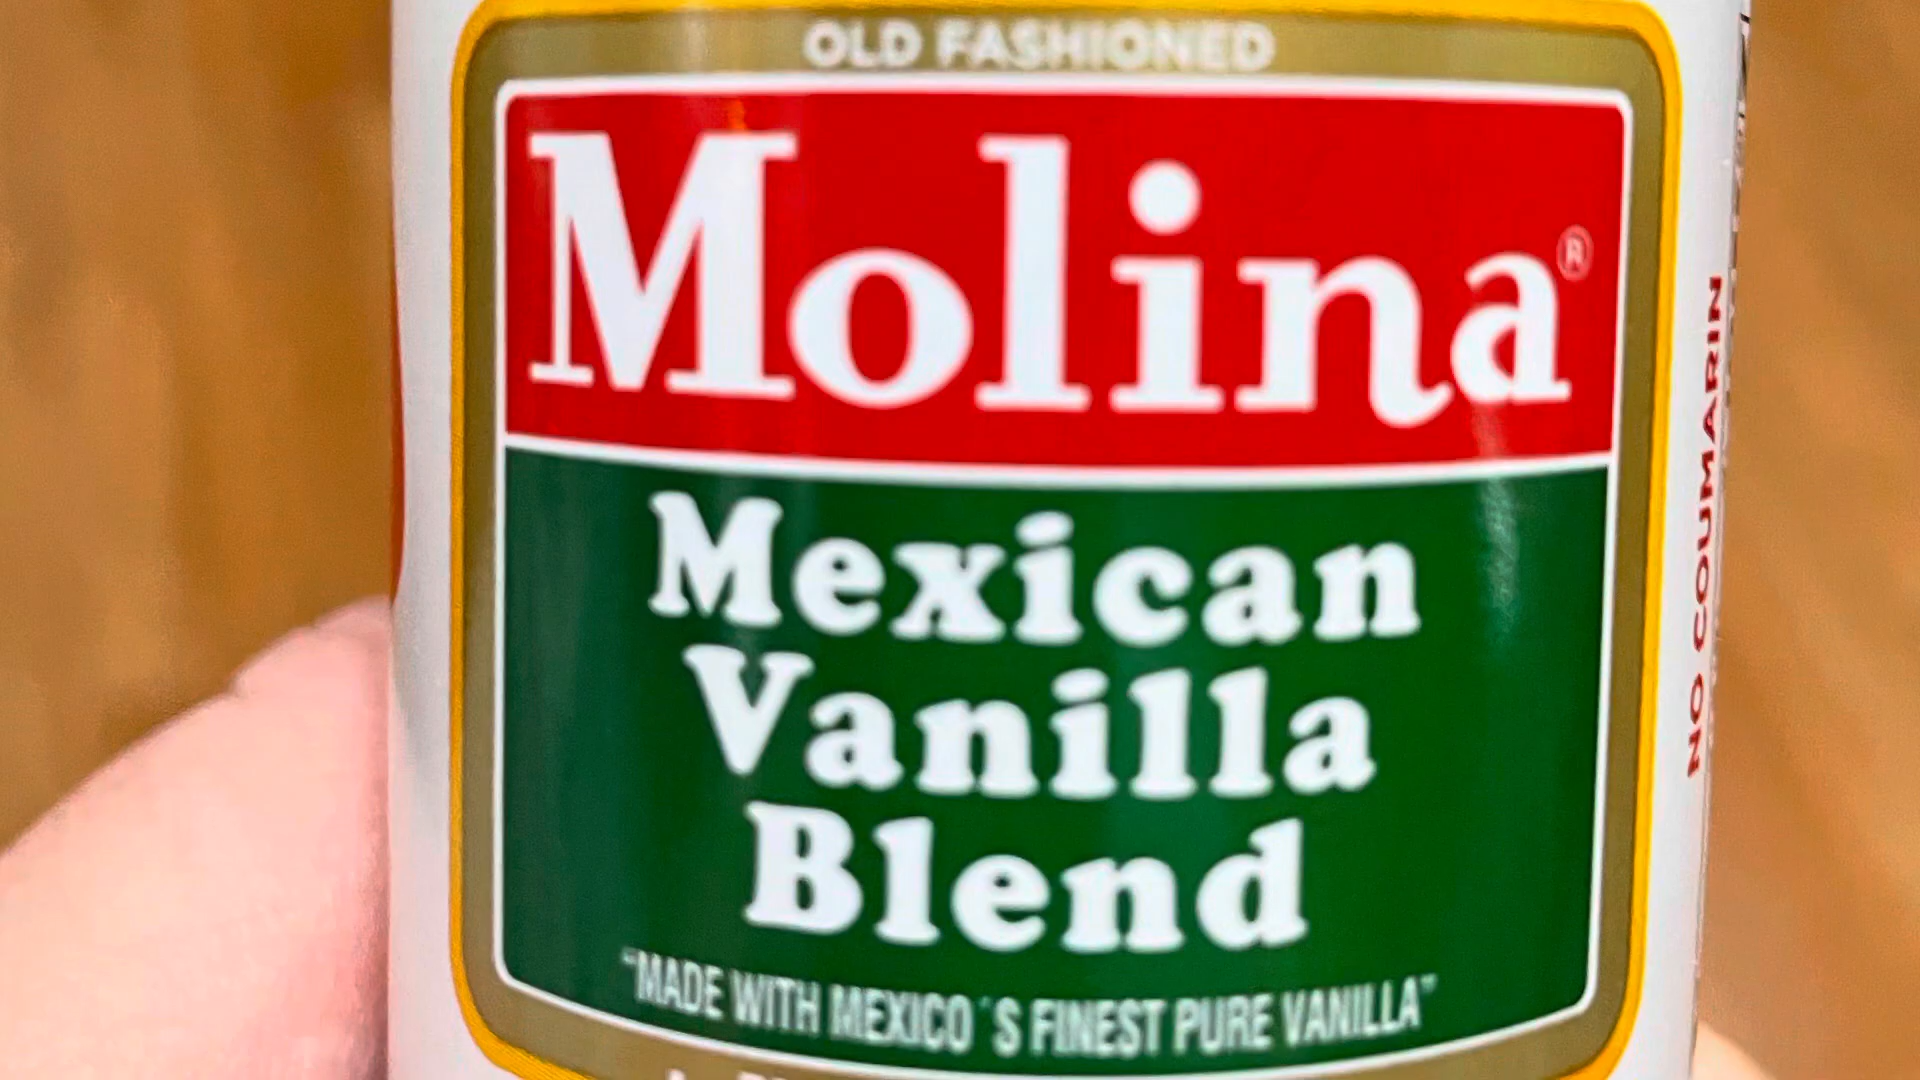 OLD FASHIONED
Molina®
Mexican
Vanilla
Blend
"MADE WITH MEXICO´S FINEST PURE VANILLA"
NO COUMARIN